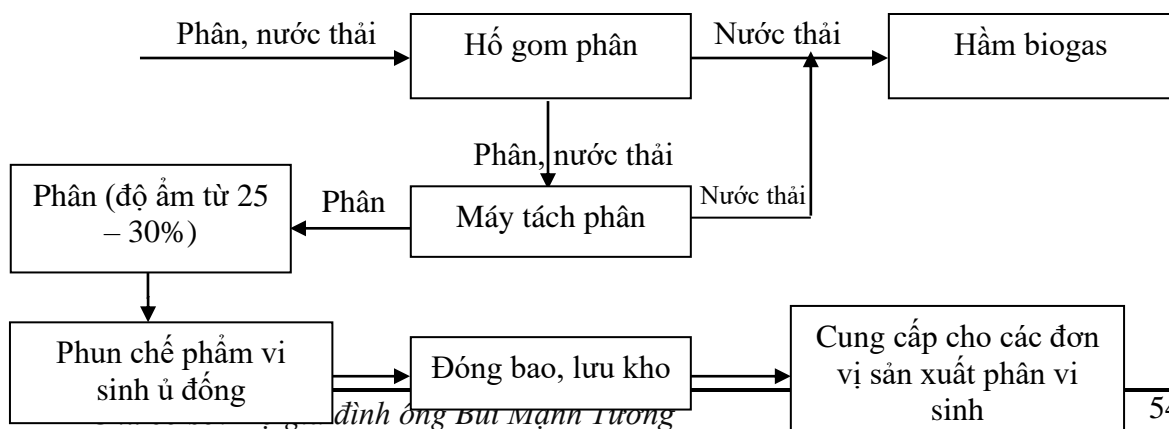 Phân, nước thải
Hố gom phân
Nước thải
Hầm biogas
Phân, nước thải
Phân (độ ẩm từ 25
– 30%)
Phân
Máy tách phân
Nước thải
Phun chế phẩm vi
sinh ủ đống
Đóng bao, lưu kho
Cung cấp cho các đơn
vị sản xuất phân vi
sinh
đình ông Bùi Mạnh Tường
54